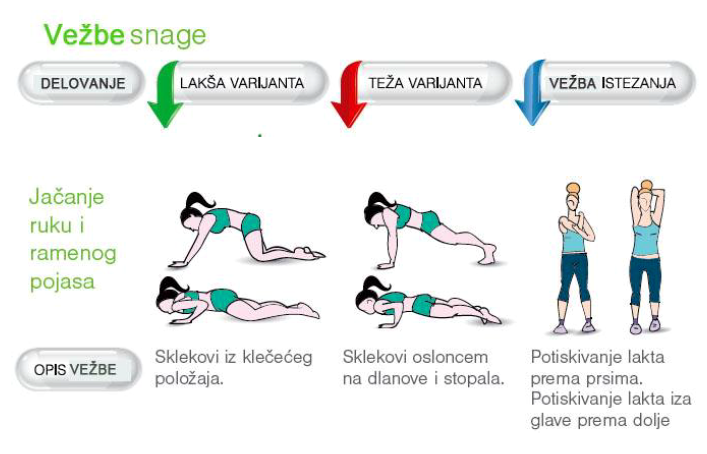 Vežbe snage
DELOVANJE
LAKŠA VARIJANTA
TEŽA VARIJANTA
VEŽBA ISTEZANJA
Jačanje
ruku i
ramenog
pojasa
OPIS VEŽBE
Sklekovi iz klečećeg
položaja.
Sklekovi osloncem
na dlanove i stopala.
Potiskivanje lakta
prema prsima.
Potiskivanje lakta iza
glave prema dolje